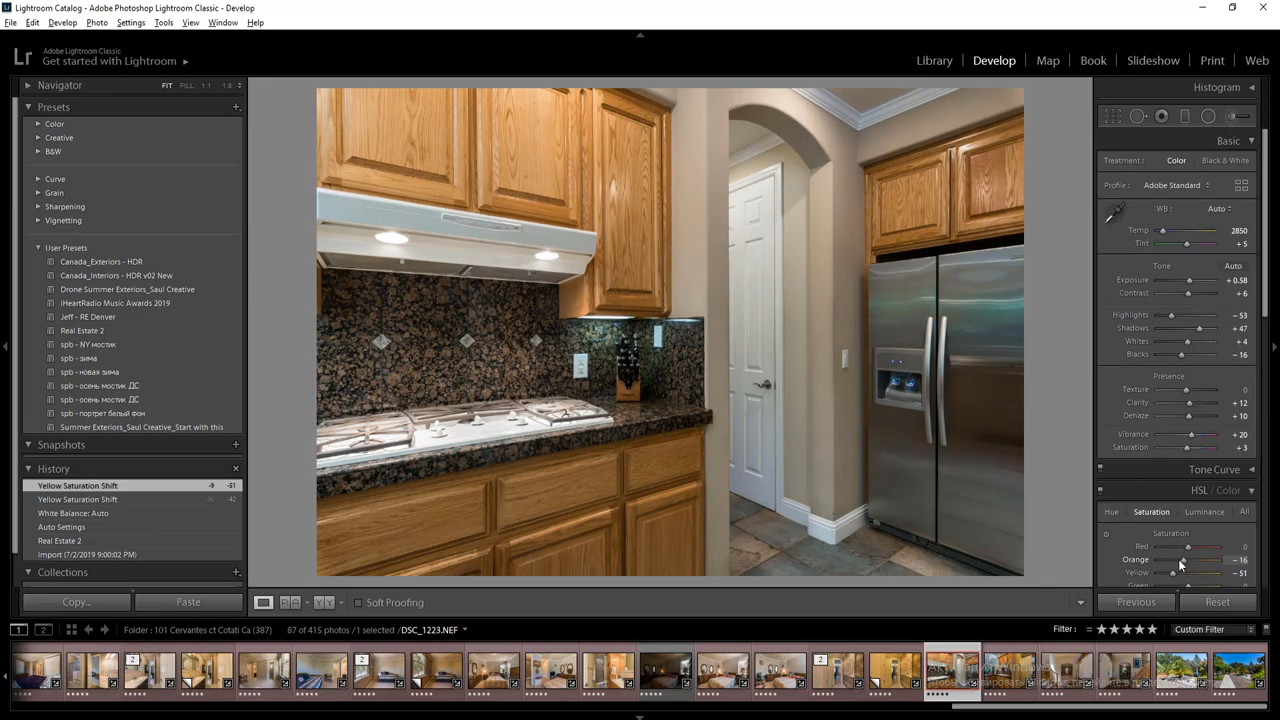 Lightroom Catalog - Adobe Photoshop Lightroom Classic - Develop
File Edit Develop Photo Settings Tools View Window Help
Lr Adobe Lightroom Classic
Get started with Lightroom
Library Develop Map Book Slideshow Print Web
Navigator FIT FILL 1:1 1:8
Presets
Color
Creative
B&W
Curve
Grain
Sharpening
Vignetting
User Presets
Canada_Exteriors - HDR
Canada_Interiors - HDR v02 New
Drone Summer Exteriors_Saul Creative
iHeartRadio Music Awards 2019
Jeff - RE Denver
Real Estate 2
spb - NY мостик
spb - зима
spb - новая зима
spb - осень мостик ДС
spb - осень мостик ДС
spb - портрет белый фон
Summer Exteriors_Saul Creative_Start with this
Snapshots
History
Yellow Saturation Shift -9 -51
Yellow Saturation Shift -42
White Balance: Auto
Auto Settings
Real Estate 2
Import (7/2/2019 9:00:02 PM)
Collections
Copy... Paste
Soft Proofing
Histogram
Basic
Treatment : Color Black & White
Profile : Adobe Standard
WB : Auto
Temp 2850
Tint + 5
Tone Auto
Exposure + 0.58
Contrast + 6
Highlights - 53
Shadows + 47
Whites + 4
Blacks - 16
Presence
Texture 0
Clarity + 12
Dehaze + 10
Vibrance + 20
Saturation + 3
Tone Curve
HSL / Color
Hue Saturation Luminance All
Saturation
Red 0
Orange - 16
Yellow - 51
Green 0
Previous Reset
1 2 Folder : 101 Cervantes ct Cotati Ca (387) 87 of 415 photos / 1 selected / DSC_1223.NEF Filter : Custom Filter
2 2 2